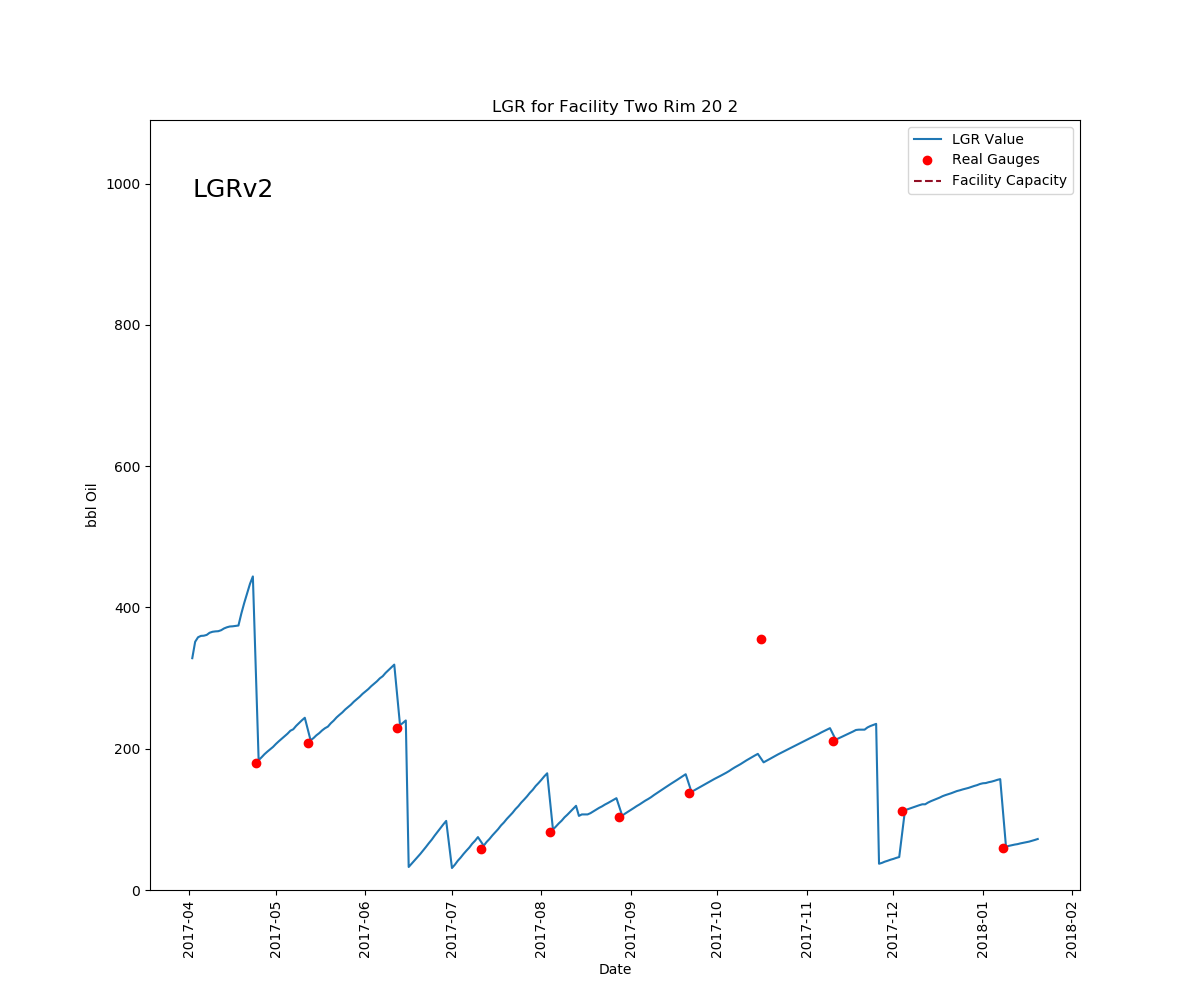 LGR for Facility Two Rim 20 2
LGR Value
Real Gauges
Facility Capacity
LGRv2
bbl Oil
1000
800
600
400
200
0
2017-04
2017-05
2017-06
2017-07
2017-08
2017-09
2017-10
2017-11
2017-12
2018-01
2018-02
Date